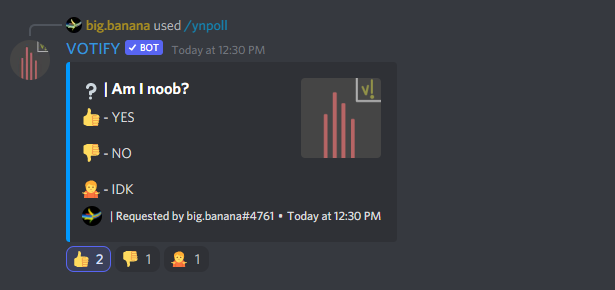 big.banana used /ynpoll
VOTIFY ✓ BOT Today at 12:30 PM
❔ | Am I noob?
v!
👍 - YES
👎 - NO
🤷 - IDK
| Requested by big.banana#4761 • Today at 12:30 PM
👍 2 👎 1 🤷 1